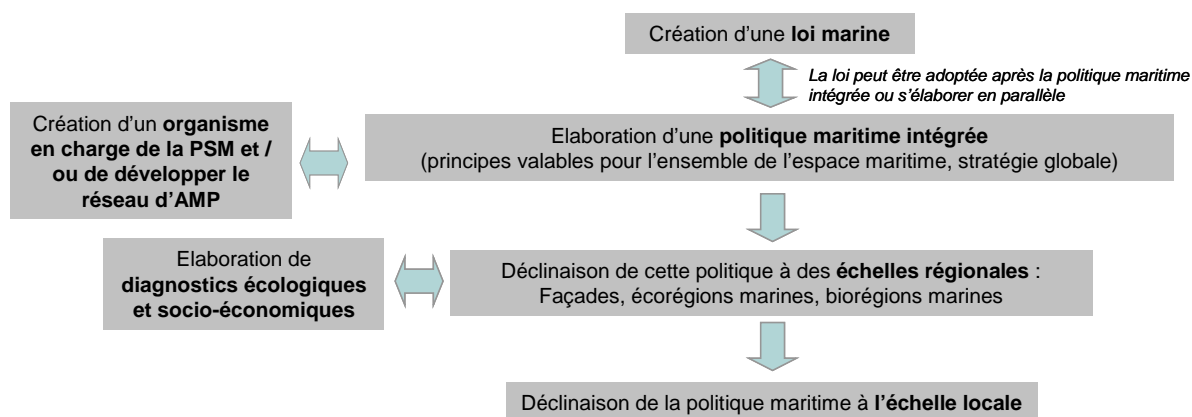 Création d’une loi marine
La loi peut être adoptée après la politique maritime
intégrée ou s’élaborer en parallèle
Création d’un organisme
en charge de la PSM et /
ou de développer le
réseau d’AMP
Elaboration d’une politique maritime intégrée
(principes valables pour l’ensemble de l’espace maritime, stratégie globale)
Elaboration de
diagnostics écologiques
et socio-économiques
Déclinaison de cette politique à des échelles régionales :
Façades, écorégions marines, biorégions marines
Déclinaison de la politique maritime à l’échelle locale